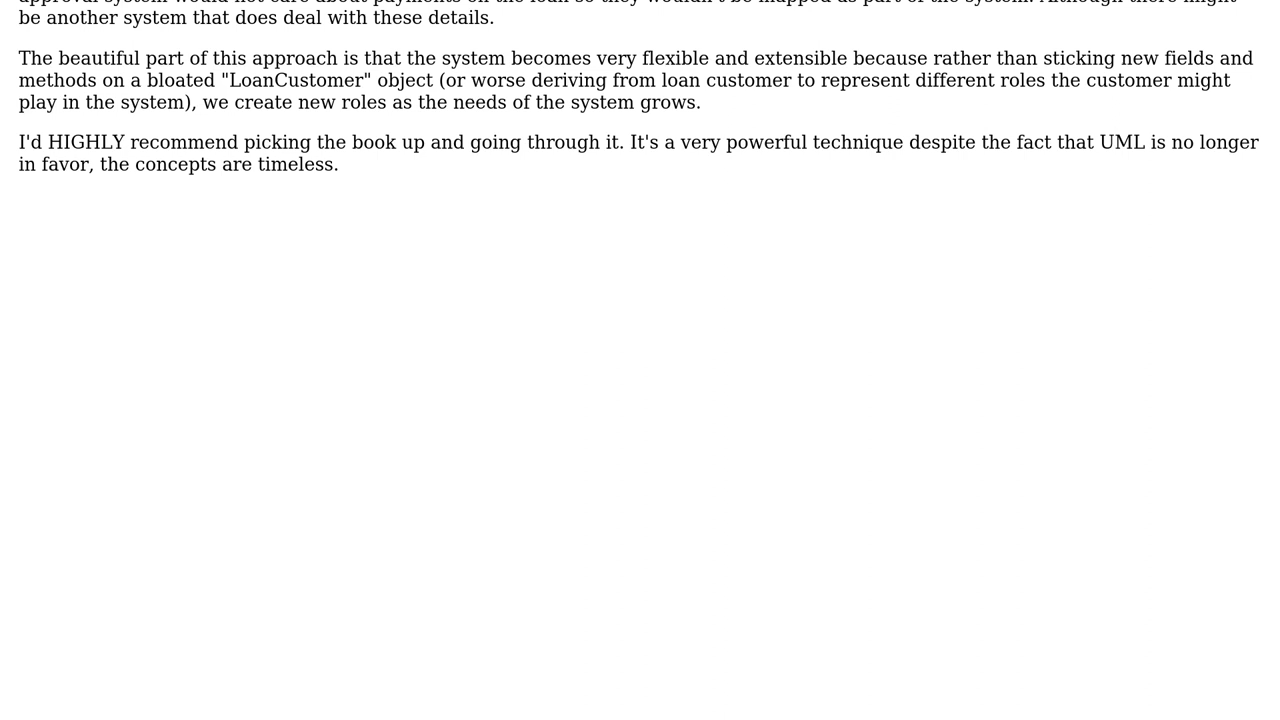 be another system that does deal with these details.
The beautiful part of this approach is that the system becomes very flexible and extensible because rather than sticking new fields and
methods on a bloated "LoanCustomer" object (or worse deriving from loan customer to represent different roles the customer might
play in the system), we create new roles as the needs of the system grows.
I'd HIGHLY recommend picking the book up and going through it. It's a very powerful technique despite the fact that UML is no longer
in favor, the concepts are timeless.